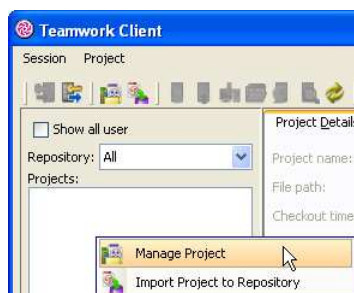 Teamwork Client
Session Project
Show all user
Repository: All
Projects:
Project Details
Project name:
File path:
Checkout time
Manage Project
Import Project to Repository